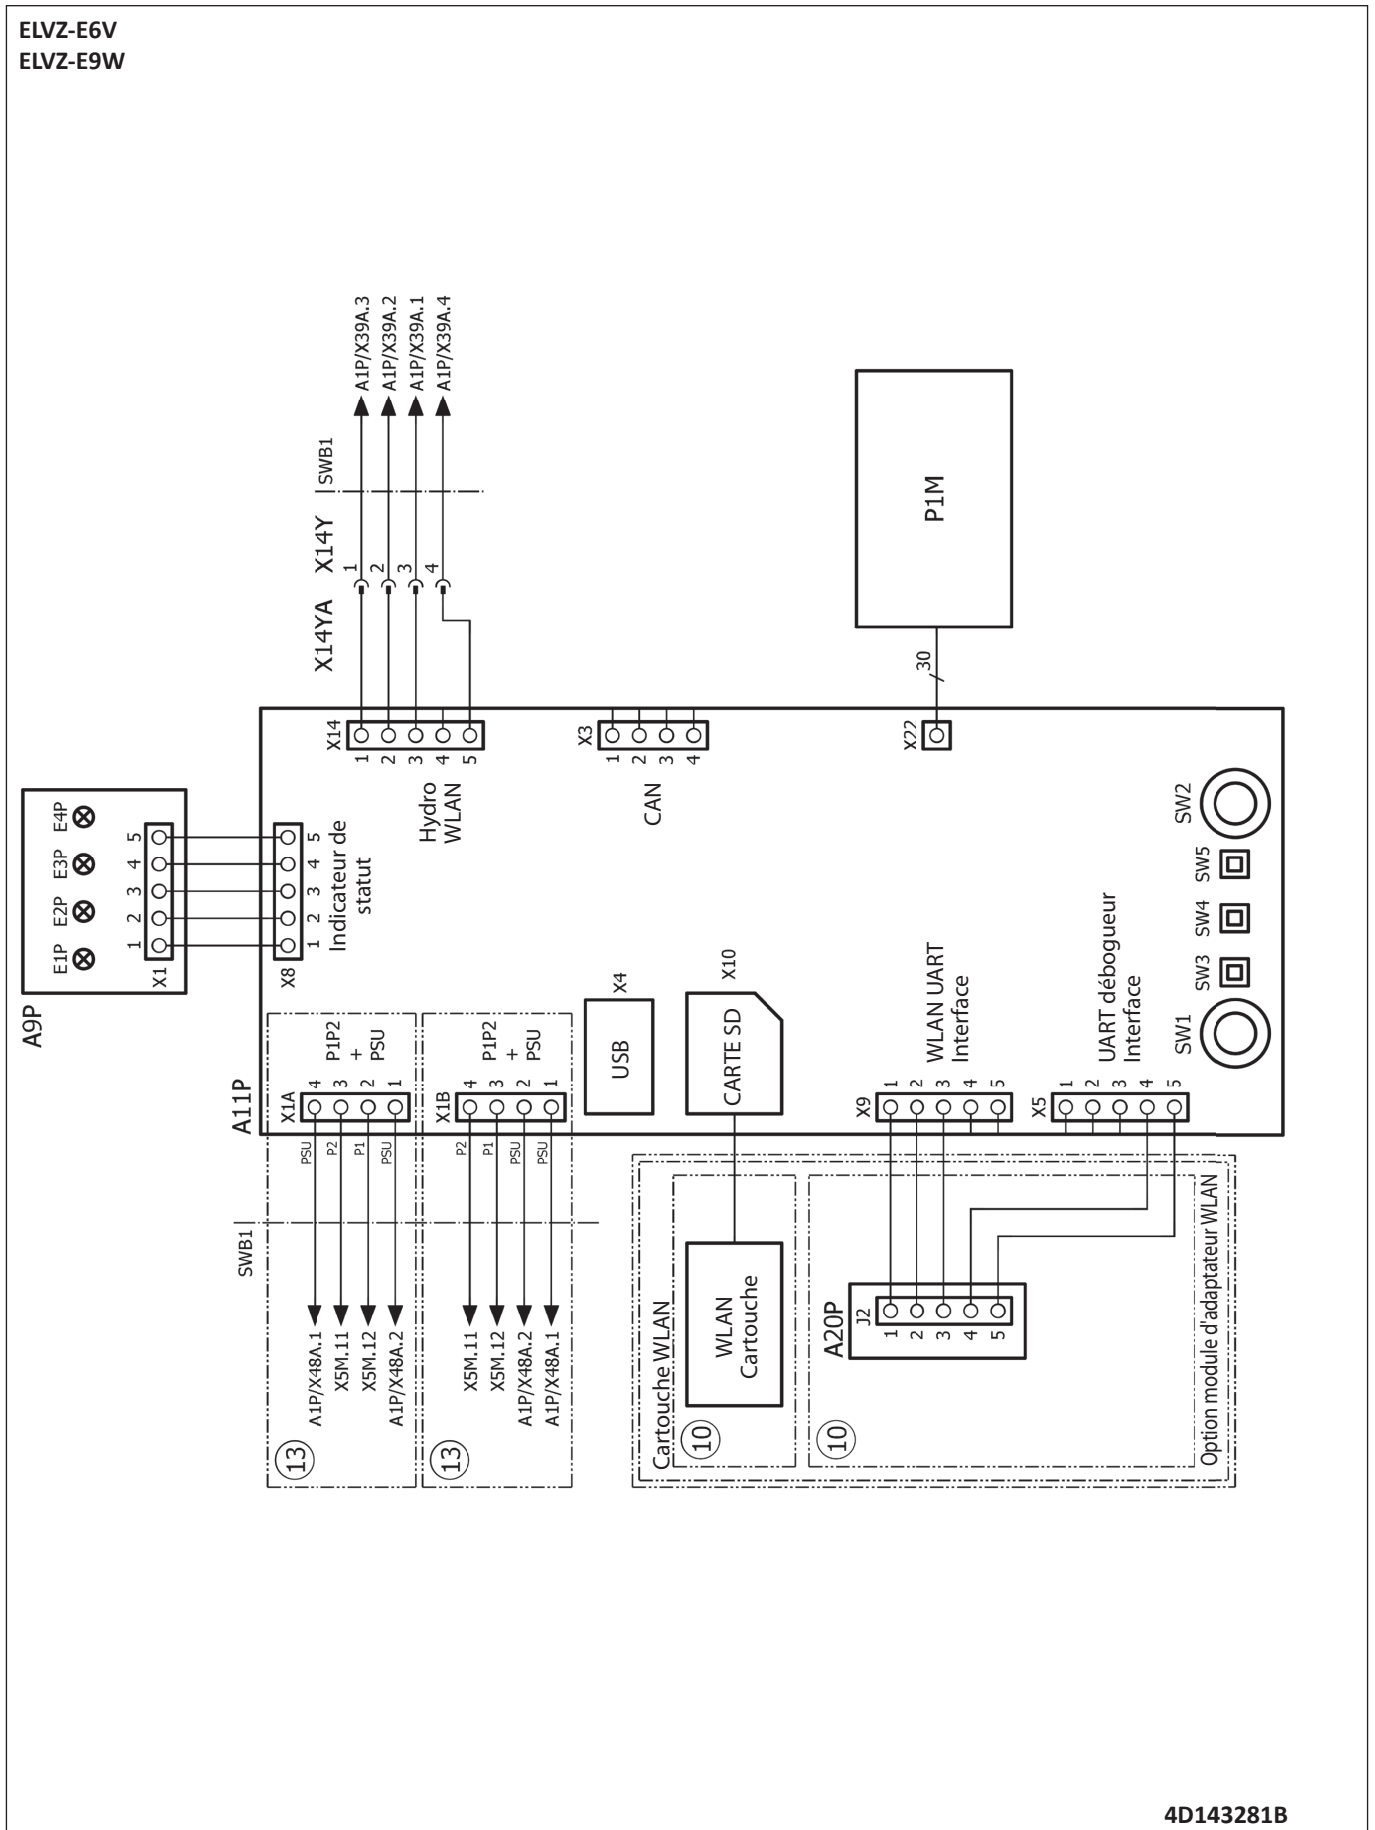 ELVZ-E6V
ELVZ-E9W
A9P
E1P
E2P
E3P
E4P
1
2
3
4
5
X1
X8
1
2
3
4
5
Indicateur de
statut
A11P
X14
1
2
3
4
5
Hydro
WLAN
X14YA
X14Y
1
2
3
4
SWB1
A1P/X39A.3
A1P/X39A.2
A1P/X39A.1
A1P/X39A.4
X3
1
2
3
4
CAN
X22
30
P1M
X1A
4
3
2
1
P1P2
+
PSU
PSU
P2
P1
PSU
SWB1
A1P/X48A.1
X5M.11
X5M.12
A1P/X48A.2
13
X1B
4
3
2
1
P1P2
+
PSU
P2
P1
PSU
PSU
X5M.11
X5M.12
A1P/X48A.2
A1P/X48A.1
13
USB
X4
CARTE SD
X10
Cartouche WLAN
WLAN
Cartouche
10
X9
1
2
3
4
5
WLAN UART
Interface
X5
1
2
3
4
5
UART débogueur
Interface
A20P
J2
1
2
3
4
5
10
Option module d'adaptateur WLAN
SW1
SW3
SW4
SW5
SW2
4D143281B